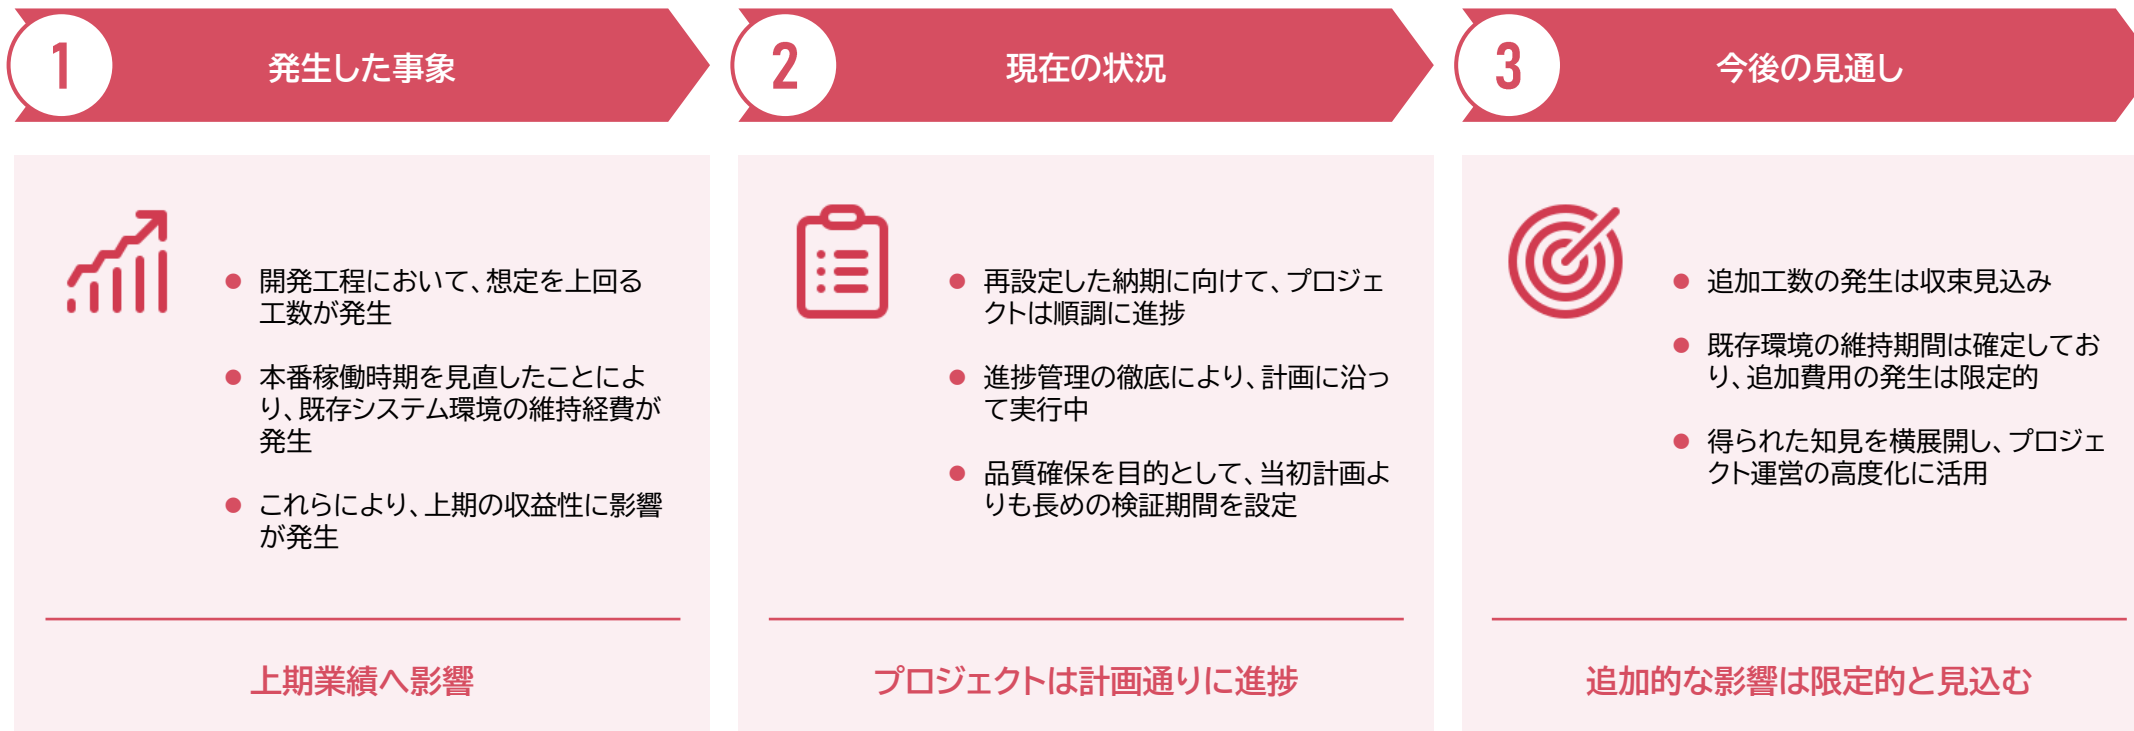 1
発生した事象
● 開発工程において、想定を上回る
工数が発生
● 本番稼働時期を見直したことによ
り、既存システム環境の維持経費が
発生
● これらにより、上期の収益性に影響
が発生
上期業績へ影響
2
現在の状況
● 再設定した納期に向けて、プロジェ
クトは順調に進捗
● 進捗管理の徹底により、計画に沿っ
て実行中
● 品質確保を目的として、当初計画よ
りも長めの検証期間を設定
プロジェクトは計画通りに進捗
3
今後の見通し
● 追加工数の発生は収束見込み
● 既存環境の維持期間は確定してお
り、追加費用の発生は限定的
● 得られた知見を横展開し、プロジェ
クト運営の高度化に活用
追加的な影響は限定的と見込む